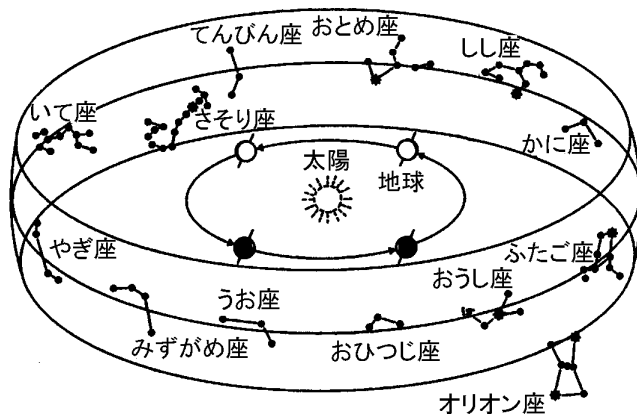 てんびん座
おとめ座
しし座
いて座
さそり座
かに座
太陽
地球
やぎ座
ふたご座
おうし座
うお座
みずがめ座
おひつじ座
オリオン座